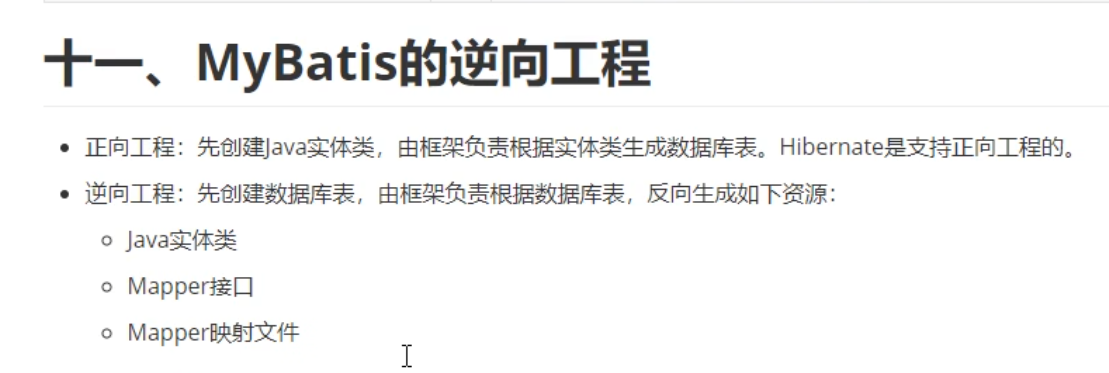 十一、MyBatis的逆向工程
正向工程：先创建Java实体类，由框架负责根据实体类生成数据库表。Hibernate是支持正向工程的。
逆向工程：先创建数据库表，由框架负责根据数据库表，反向生成如下资源：
Java实体类
Mapper接口
Mapper映射文件